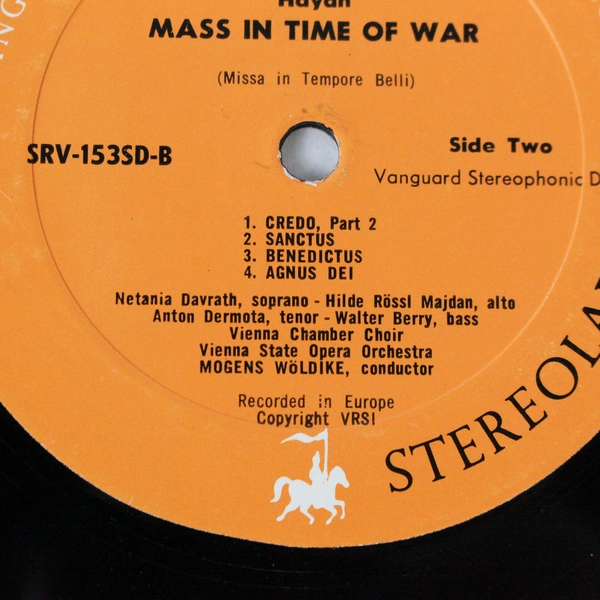 Haydn
MASS IN TIME OF WAR
(Missa in Tempore Belli)
SRV-153SD-B
Side Two
Vanguard Stereophonic D
1. CREDO, Part 2
2. SANCTUS
3. BENEDICTUS
4. AGNUS DEI
Netania Davrath, soprano - Hilde Rössl Majdan, alto
Anton Dermota, tenor - Walter Berry, bass
Vienna Chamber Choir
Vienna State Opera Orchestra
MOGENS WöLDIKE, conductor
Recorded in Europe
Copyright VRSI
STEREOLA